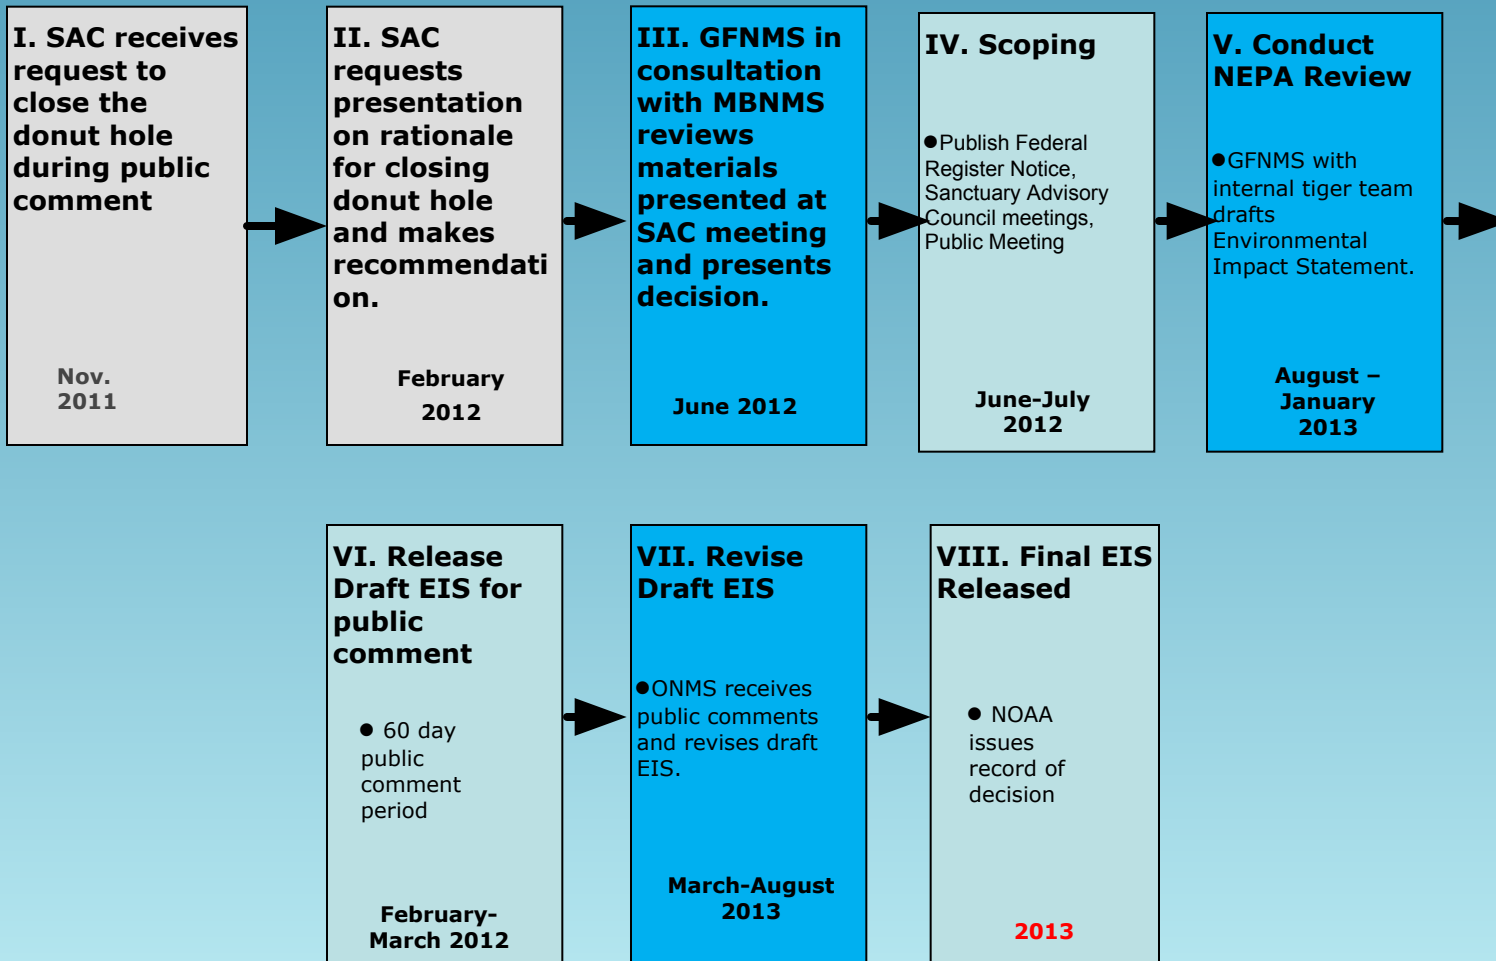 I. SAC receives
request to
close the
donut hole
during public
comment
Nov.
2011
II. SAC
requests
presentation
on rationale
for closing
donut hole
and makes
recommendati
on.
February
2012
III. GFNMS in
consultation
with MBNMS
reviews
materials
presented at
SAC meeting
and presents
decision.
June 2012
IV. Scoping
●Publish Federal
Register Notice,
Sanctuary Advisory
Council meetings,
Public Meeting
June-July
2012
V. Conduct
NEPA Review
●GFNMS with
internal tiger team
drafts
Environmental
Impact Statement.
August –
January
2013
VI. Release
Draft EIS for
public
comment
● 60 day
public
comment
period
February-
March 2012
VII. Revise
Draft EIS
●ONMS receives
public comments
and revises draft
EIS.
March-August
2013
VIII. Final EIS
Released
● NOAA
issues
record of
decision
2013